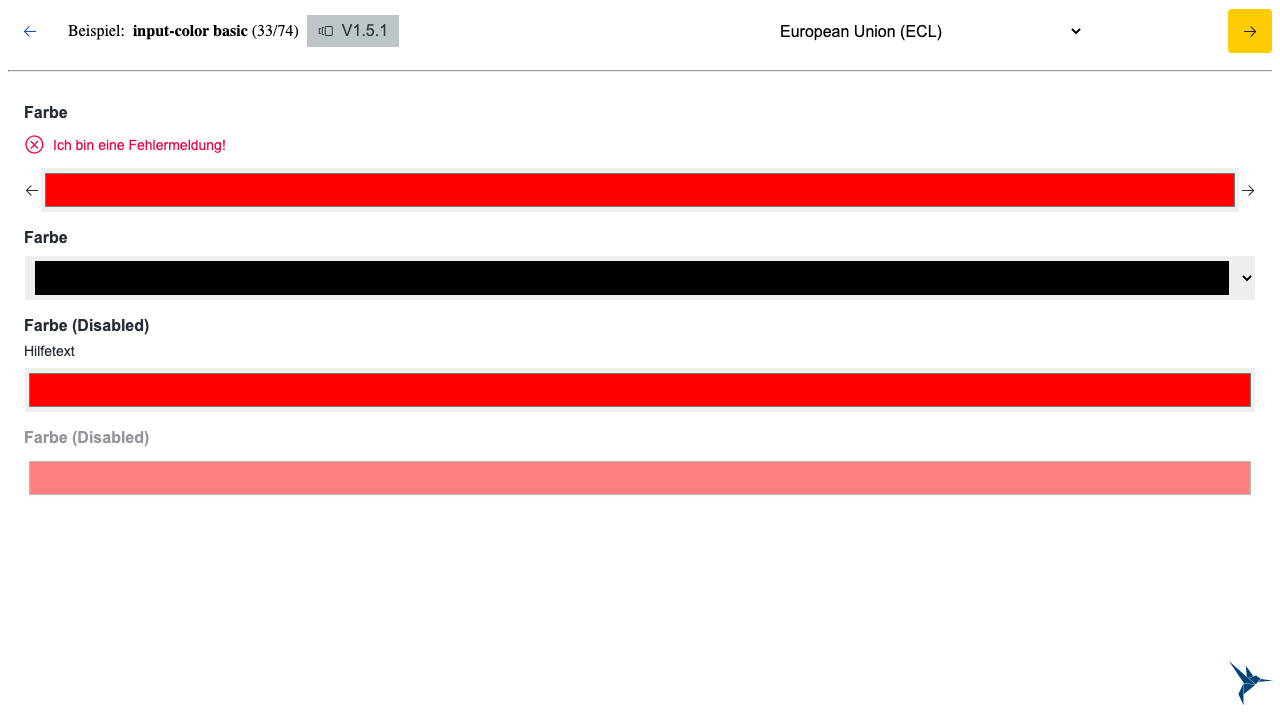 Beispiel: input-color basic (33/74) V1.5.1 European Union (ECL)
Farbe
Ich bin eine Fehlermeldung!
Farbe
Farbe (Disabled)
Hilfetext
Farbe (Disabled)